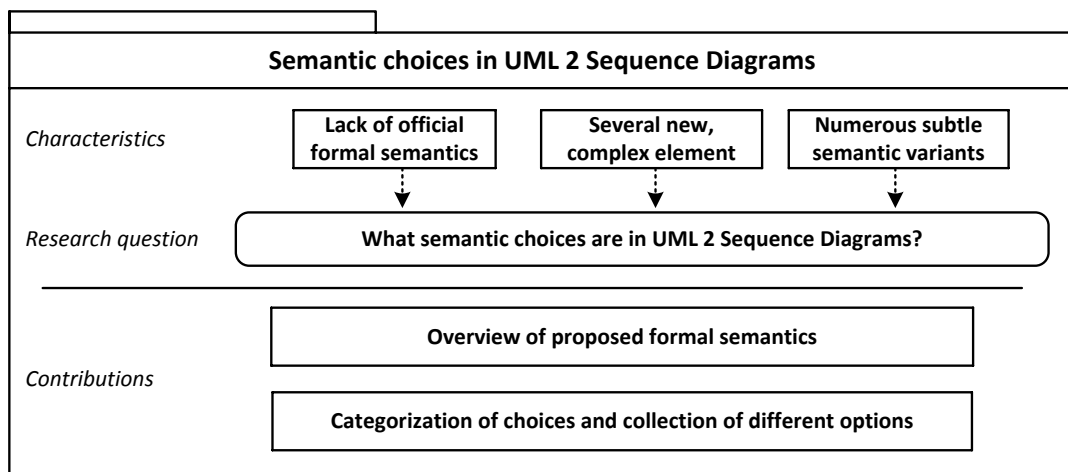 Semantic choices in UML 2 Sequence Diagrams
Characteristics
Lack of official
formal semantics
Several new,
complex element
Numerous subtle
semantic variants
Research question
What semantic choices are in UML 2 Sequence Diagrams?
Contributions
Overview of proposed formal semantics
Categorization of choices and collection of different options